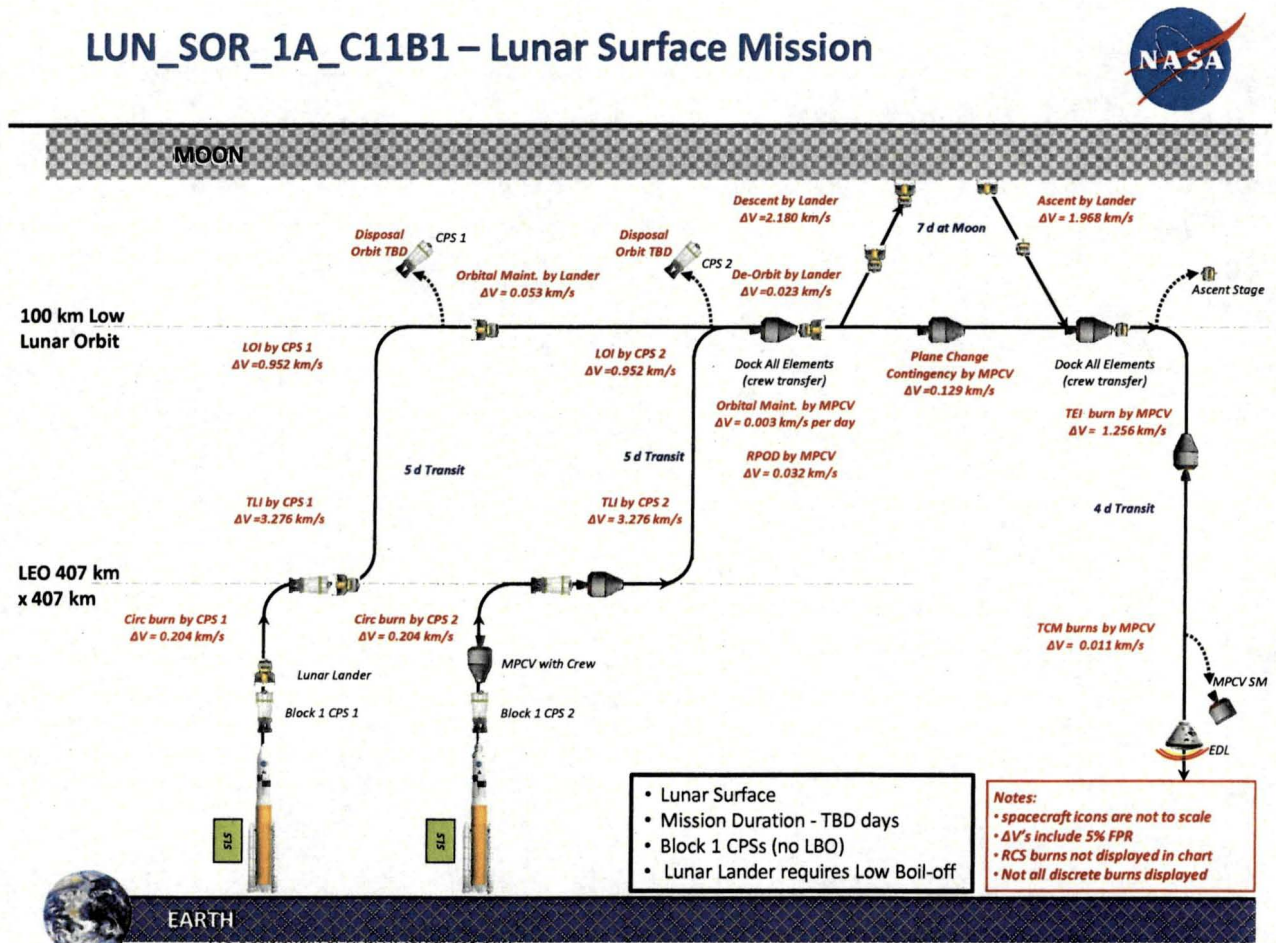 LUN_SOR_1A_C11B1 – Lunar Surface Mission
NASA
MOON
Descent by Lander
ΔV =2.180 km/s
Ascent by Lander
ΔV = 1.968 km/s
7 d at Moon
Disposal
Orbit TBD
CPS 1
Disposal
Orbit TBD
CPS 2
Orbital Maint. by Lander
ΔV = 0.053 km/s
De-Orbit by Lander
ΔV =0.023 km/s
Ascent Stage
100 km Low
Lunar Orbit
LOI by CPS 1
ΔV =0.952 km/s
LOI by CPS 2
ΔV =0.952 km/s
Dock All Elements
(crew transfer)
Plane Change
Contingency by MPCV
ΔV=0.129 km/s
Dock All Elements
(crew transfer)
Orbital Maint. by MPCV
ΔV = 0.003 km/s per day
TEI burn by MPCV
ΔV = 1.256 km/s
5 d Transit
5 d Transit
RPOD by MPCV
ΔV = 0.032 km/s
TLI by CPS 1
ΔV =3.276 km/s
TLI by CPS 2
ΔV = 3.276 km/s
4 d Transit
LEO 407 km
x 407 km
Circ burn by CPS 1
ΔV = 0.204 km/s
Circ burn by CPS 2
ΔV = 0.204 km/s
TCM burns by MPCV
ΔV = 0.011 km/s
Lunar Lander
MPCV with Crew
MPCV SM
Block 1 CPS 1
Block 1 CPS 2
EDL
SLS
SLS
• Lunar Surface
• Mission Duration - TBD days
• Block 1 CPSs (no LBO)
• Lunar Lander requires Low Boil-off
Notes:
• spacecraft icons are not to scale
• ΔV's include 5% FPR
• RCS burns not displayed in chart
• Not all discrete burns displayed
EARTH